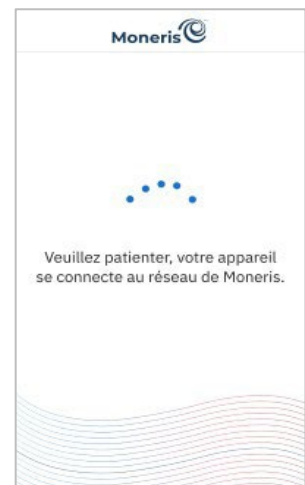 Moneris
Veuillez patienter, votre appareil
se connecte au réseau de Moneris.